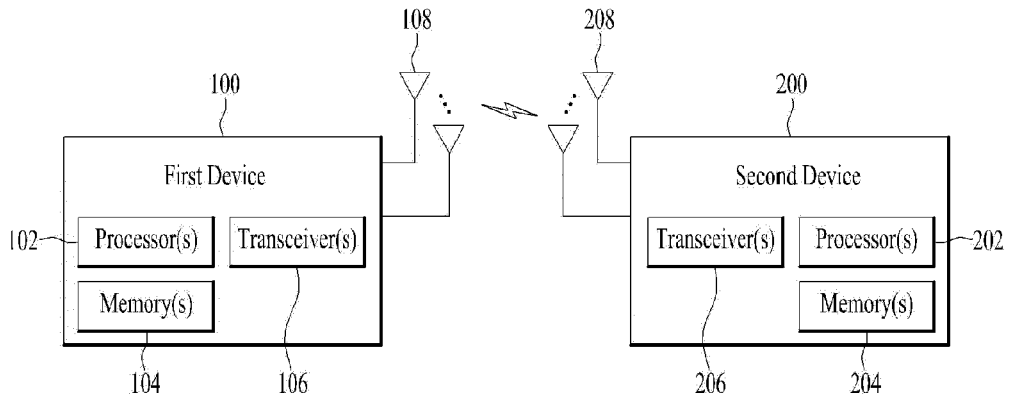 108
208
100
200
First Device
Second Device
102
Processor(s)
Transceiver(s)
Transceiver(s)
Processor(s)
202
Memory(s)
Memory(s)
104
106
206
204